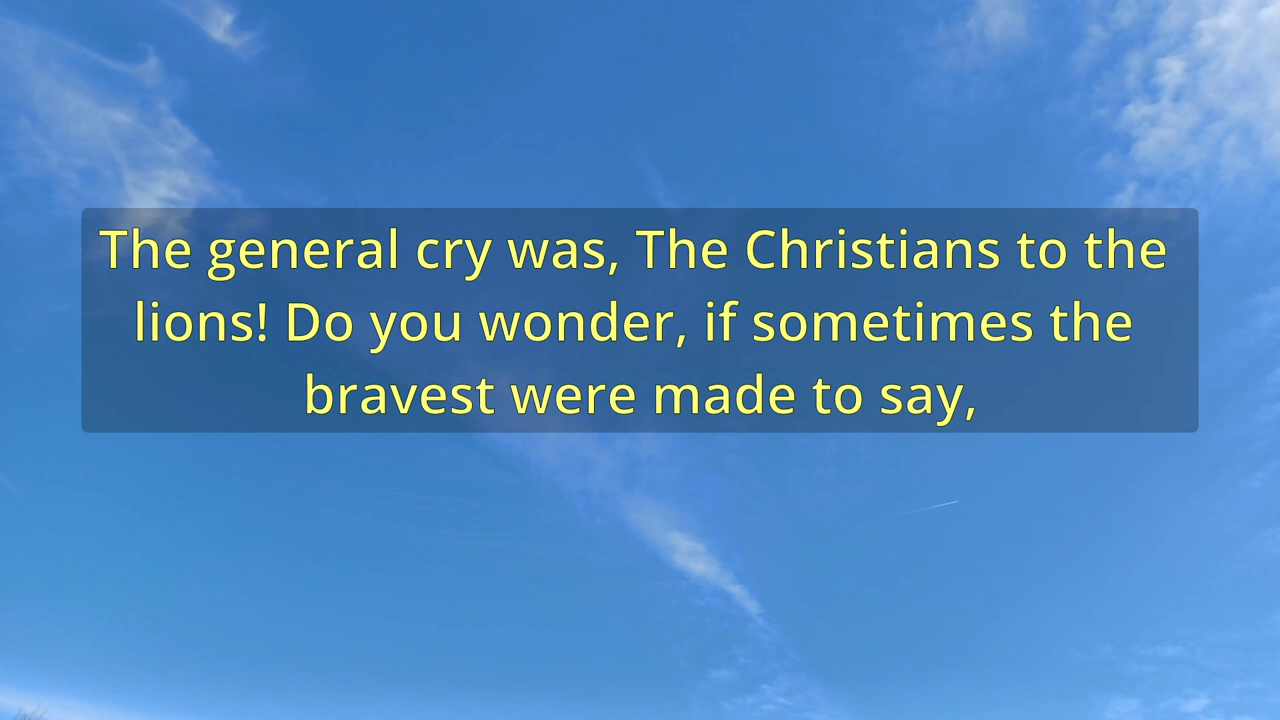 The general cry was, The Christians to the
lions! Do you wonder, if sometimes the
bravest were made to say,